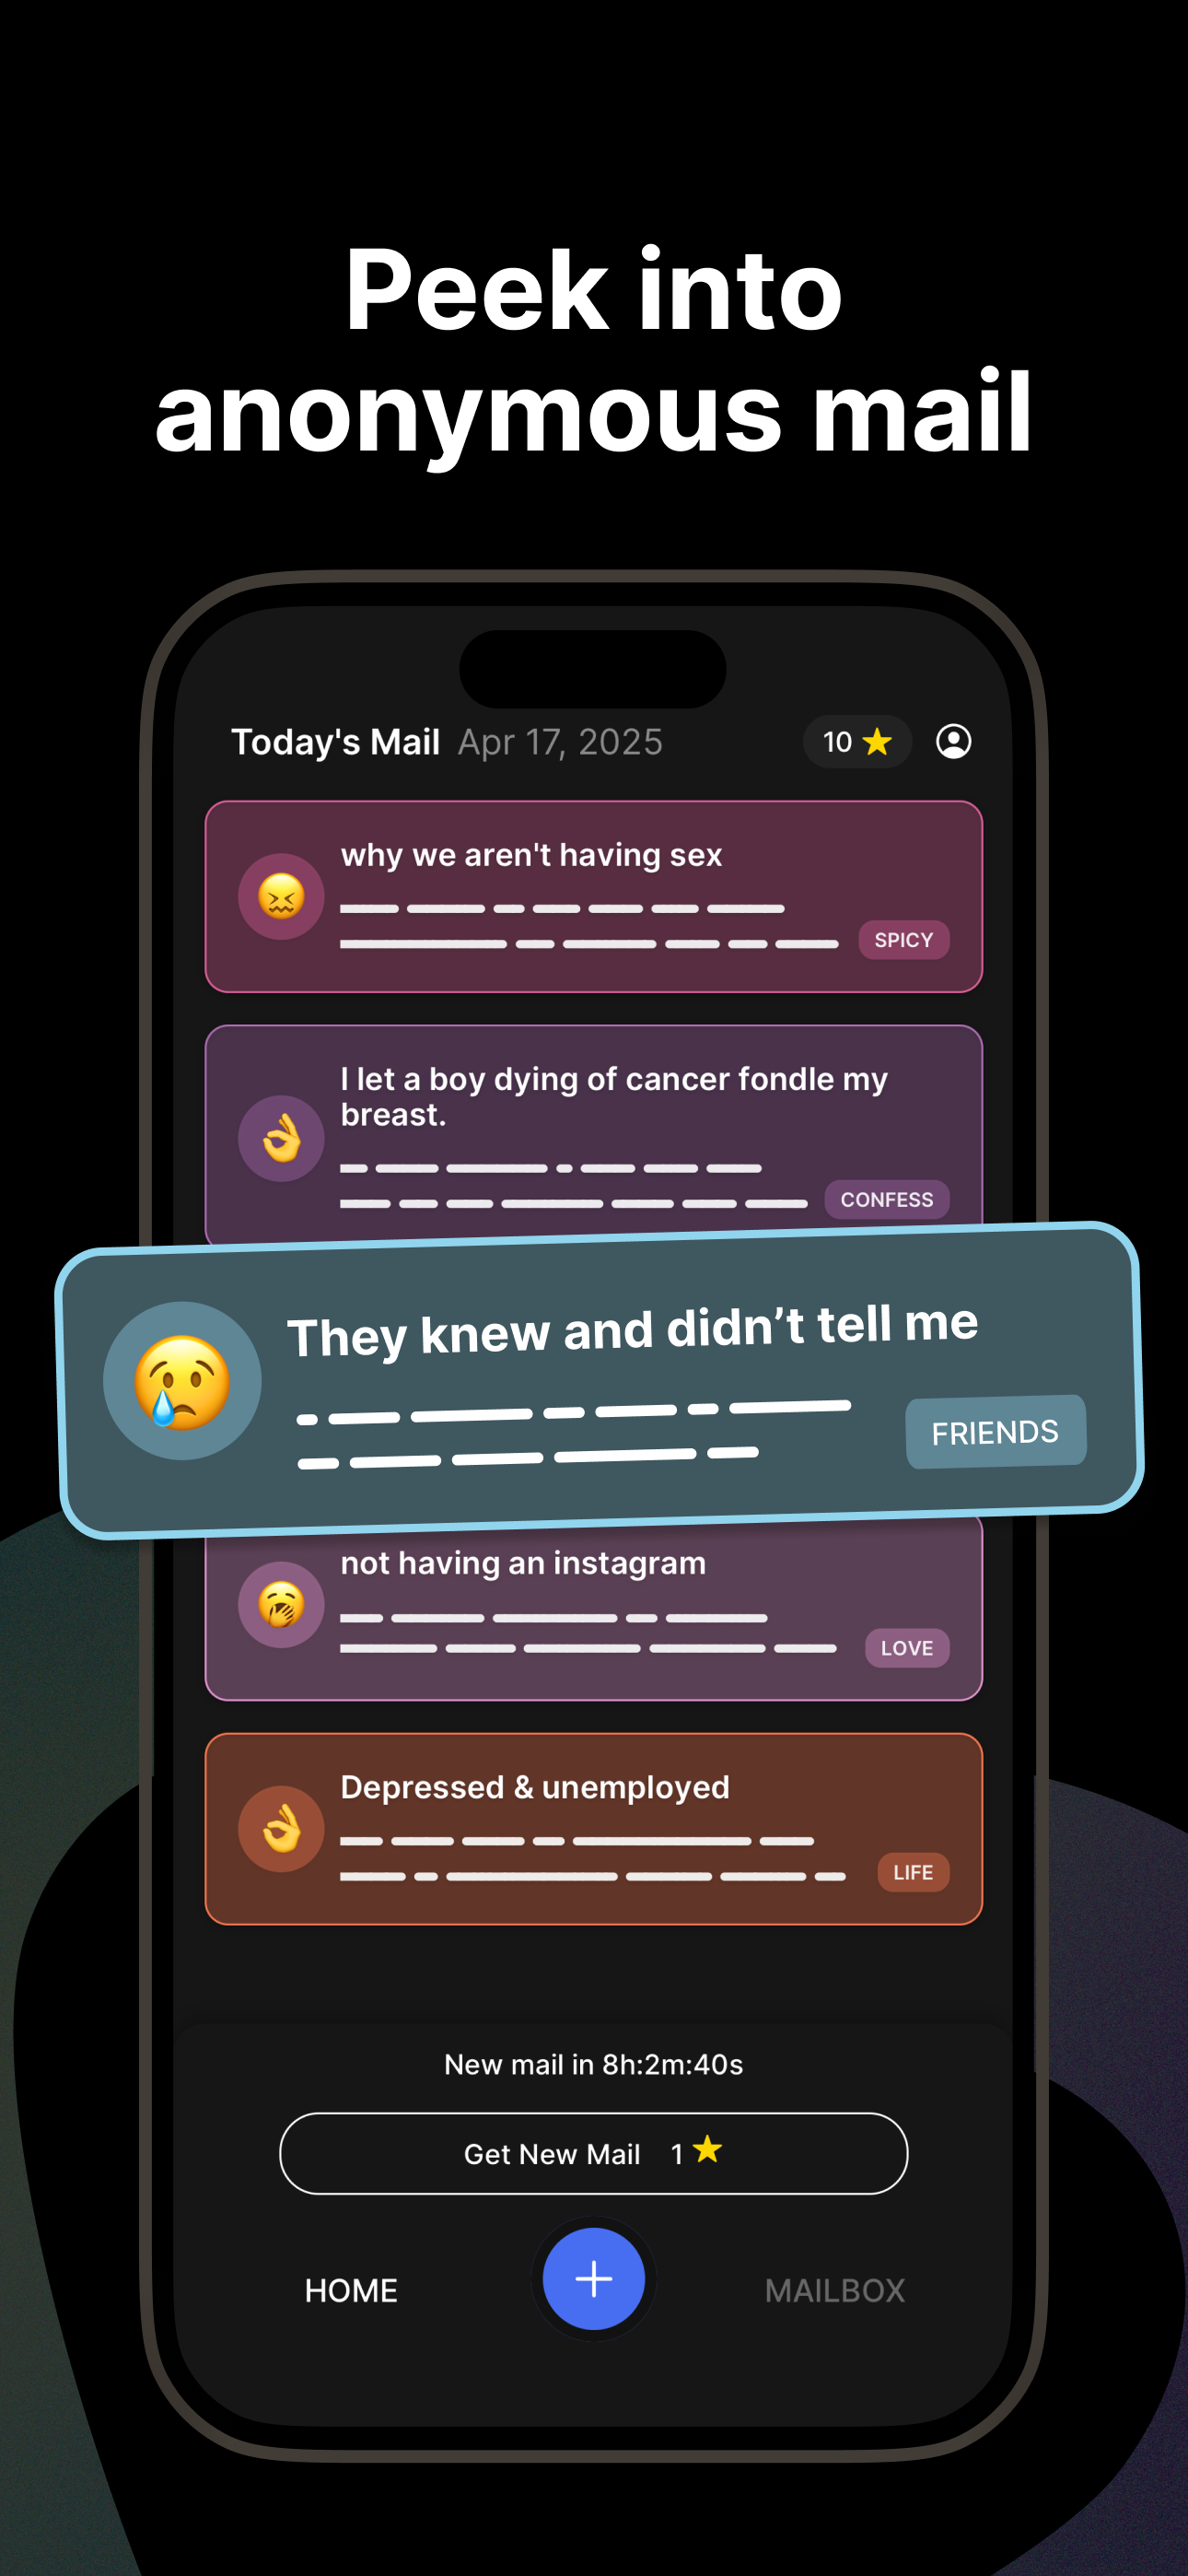 Peek into
anonymous mail
Today's Mail Apr 17, 2025
10
why we aren't having sex
SPICY
I let a boy dying of cancer fondle my
breast.
CONFESS
They knew and didn’t tell me
FRIENDS
not having an instagram
LOVE
Depressed & unemployed
LIFE
New mail in 8h:2m:40s
Get New Mail 1
HOME
MAILBOX